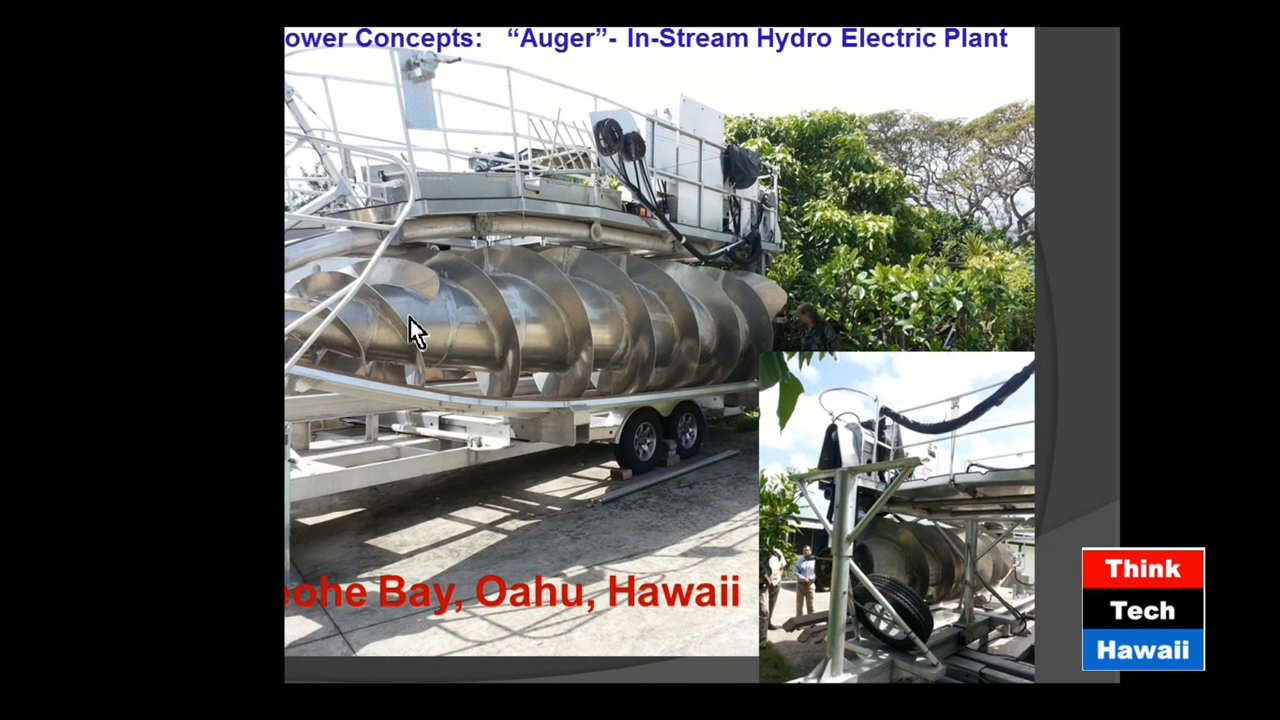 ower Concepts: “Auger”- In-Stream Hydro Electric Plant
eohe Bay, Oahu, Hawaii
Think
Tech
Hawaii